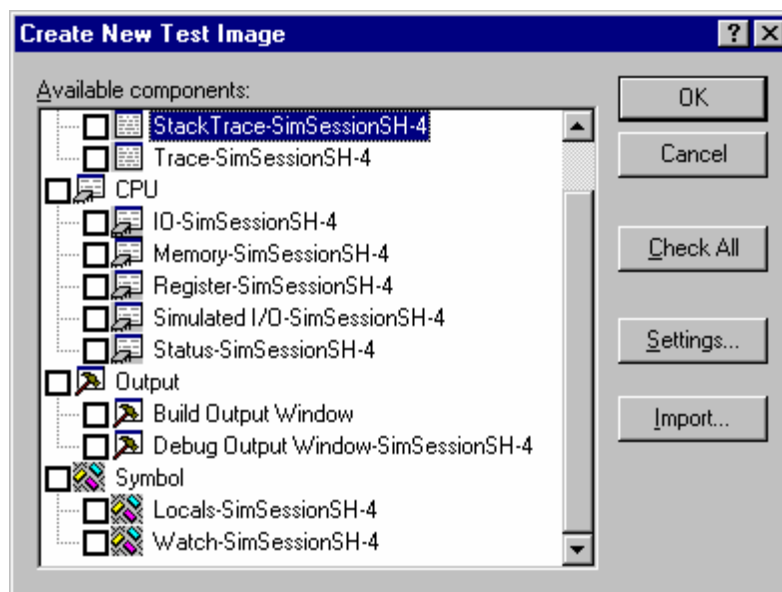 Create New Test Image
Available components:
StackTrace-SimSessionSH-4
Trace-SimSessionSH-4
CPU
IO-SimSessionSH-4
Memory-SimSessionSH-4
Register-SimSessionSH-4
Simulated I/O-SimSessionSH-4
Status-SimSessionSH-4
Output
Build Output Window
Debug Output Window-SimSessionSH-4
Symbol
Locals-SimSessionSH-4
Watch-SimSessionSH-4
OK
Cancel
Check All
Settings...
Import...